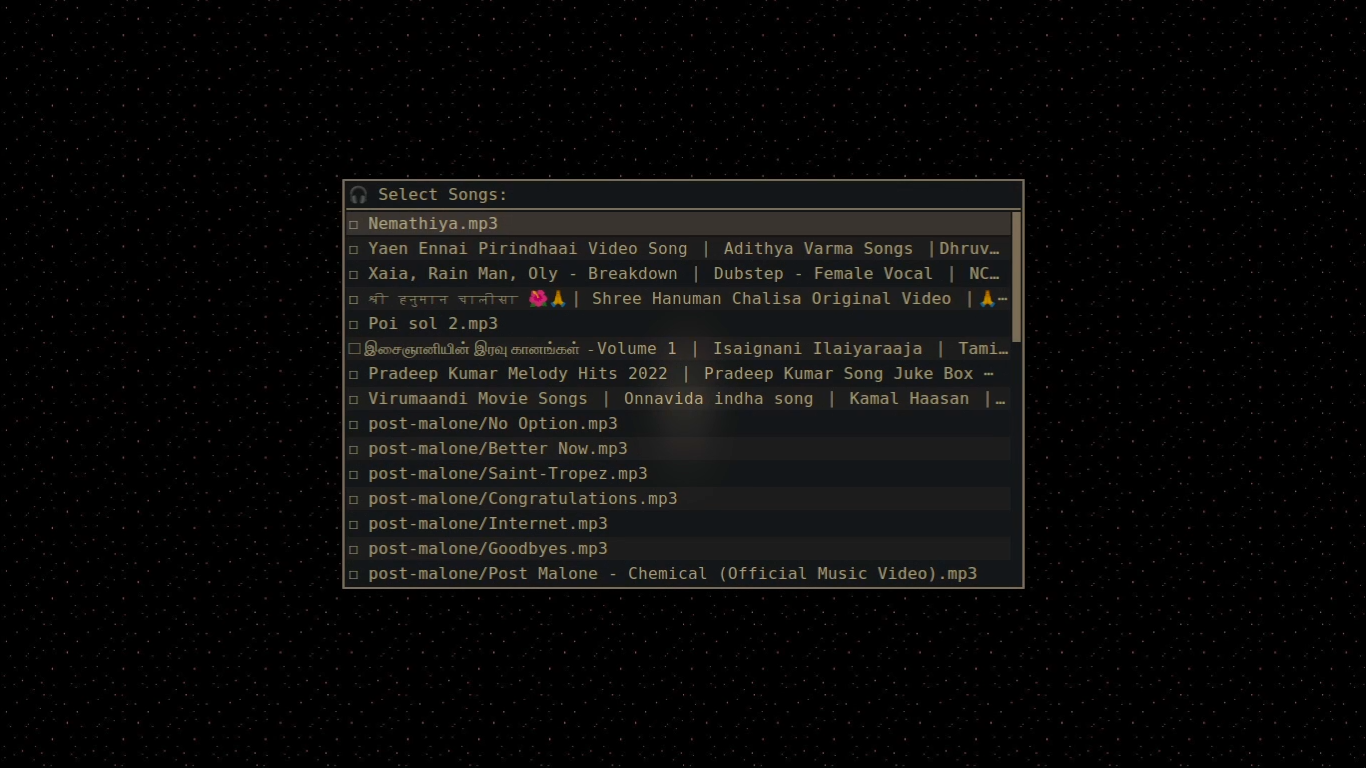 🎧 Select Songs:
☐ Nemathiya.mp3
☐ Yaen Ennai Pirindhaai Video Song | Adithya Varma Songs |Dhruv…
☐ Xaia, Rain Man, Oly - Breakdown | Dubstep - Female Vocal | NC…
☐ श्री हनुमान चालीसा 🌺🙏| Shree Hanuman Chalisa Original Video |🙏…
☐ Poi sol 2.mp3
☐ இசைஞானியின் இரவு கானங்கள் -Volume 1 | Isaignani Ilaiyaraaja | Tami…
☐ Pradeep Kumar Melody Hits 2022 | Pradeep Kumar Song Juke Box …
☐ Virumaandi Movie Songs | Onnavida indha song | Kamal Haasan |…
☐ post-malone/No Option.mp3
☐ post-malone/Better Now.mp3
☐ post-malone/Saint-Tropez.mp3
☐ post-malone/Congratulations.mp3
☐ post-malone/Internet.mp3
☐ post-malone/Goodbyes.mp3
☐ post-malone/Post Malone - Chemical (Official Music Video).mp3